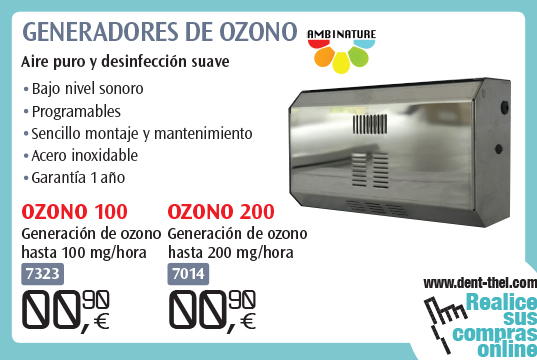 GENERADORES DE OZONO
AMBINATURE
Aire puro y desinfección suave
• Bajo nivel sonoro
• Programables
• Sencillo montaje y mantenimiento
• Acero inoxidable
• Garantía 1 año
OZONO 100
Generación de ozono
hasta 100 mg/hora
7323
00,90 €
OZONO 200
Generación de ozono
hasta 200 mg/hora
7014
00,90 €
www.dent-thel.com
Realice
sus
compras
online